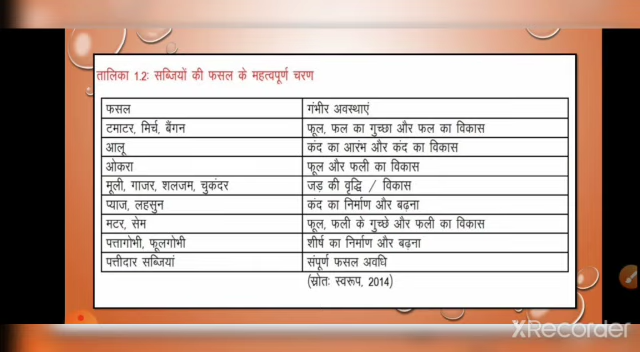 तालिका 1.2: सब्जियों की फसल के महत्वपूर्ण चरण
फसल गंभीर अवस्थाएं
टमाटर, मिर्च, बैंगन फूल, फल का गुच्छा और फल का विकास
आलू कंद का आरंभ और कंद का विकास
ओकरा फूल और फली का विकास
मूली, गाजर, शलजम, चुकंदर जड़ की वृद्धि / विकास
प्याज, लहसुन कंद का निर्माण और बढ़ना
मटर, सेम फूल, फली के गुच्छे और फली का विकास
पत्तागोभी, फूलगोभी शीर्ष का निर्माण और बढ़ना
पत्तीदार सब्जियां संपूर्ण फसल अवधि
(स्रोत: स्वरूप, 2014)
XRecorder